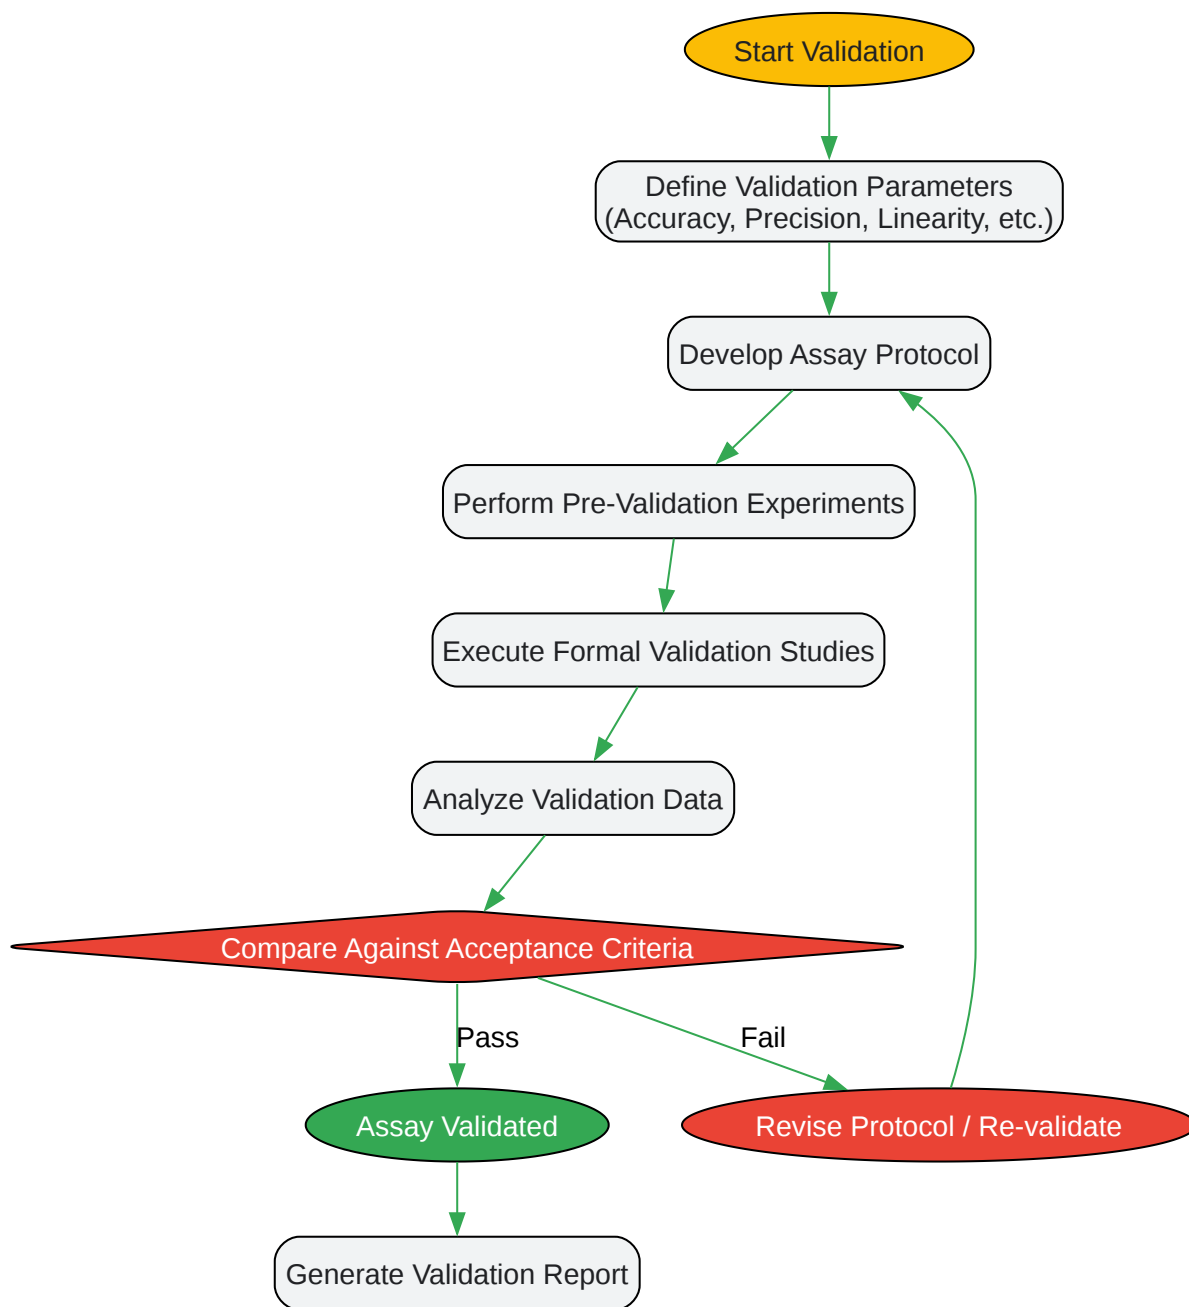 Start Validation
Define Validation Parameters
(Accuracy, Precision, Linearity, etc.)
Develop Assay Protocol
Perform Pre-Validation Experiments
Execute Formal Validation Studies
Analyze Validation Data
Compare Against Acceptance Criteria
Pass
Fail
Assay Validated
Revise Protocol / Re-validate
Generate Validation Report